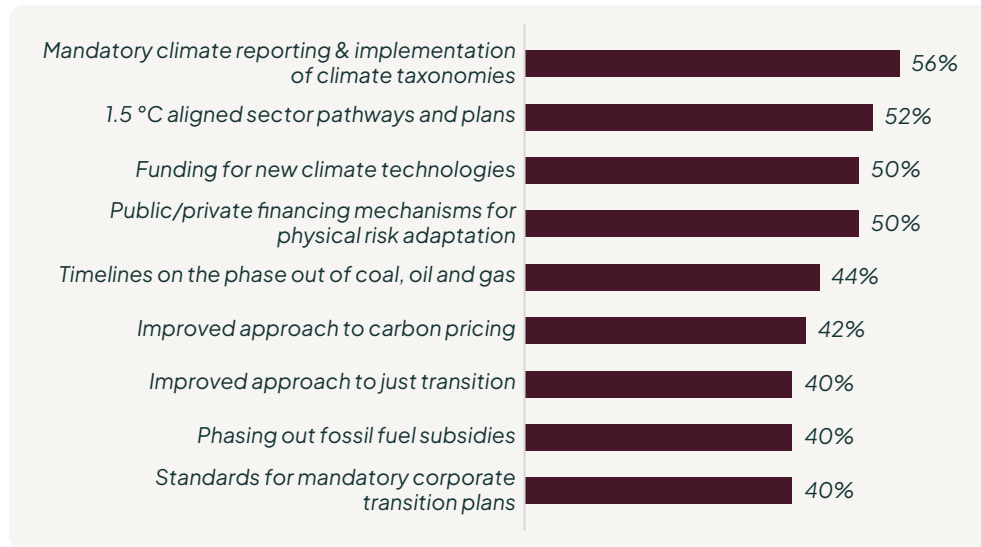 Mandatory climate reporting & implementation
of climate taxonomies
56%
1.5 °C aligned sector pathways and plans
52%
Funding for new climate technologies
50%
Public/private financing mechanisms for
physical risk adaptation
50%
Timelines on the phase out of coal, oil and gas
44%
Improved approach to carbon pricing
42%
Improved approach to just transition
40%
Phasing out fossil fuel subsidies
40%
Standards for mandatory corporate
transition plans
40%